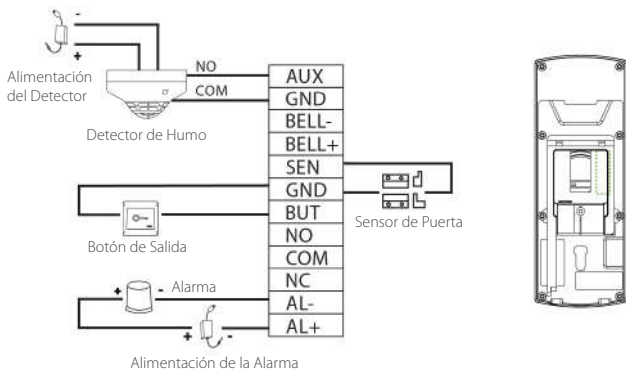 -
+
Alimentación
del Detector
NO
COM
Detector de Humo
AUX
GND
BELL-
BELL+
SEN
GND
BUT
NO
COM
NC
AL-
AL+
Sensor de Puerta
Botón de Salida
+
-
Alarma
+
-
Alimentación de la Alarma